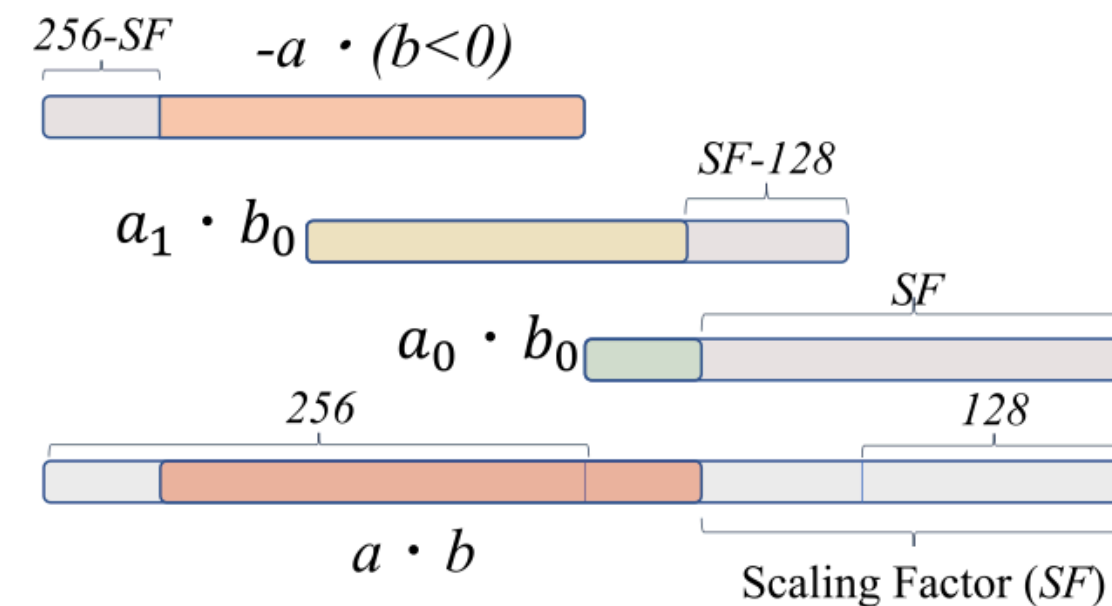 256-SF
-a · (b<0)
SF-128
a₁ · b₀
SF
a₀ · b₀
256
128
a · b
Scaling Factor (SF)